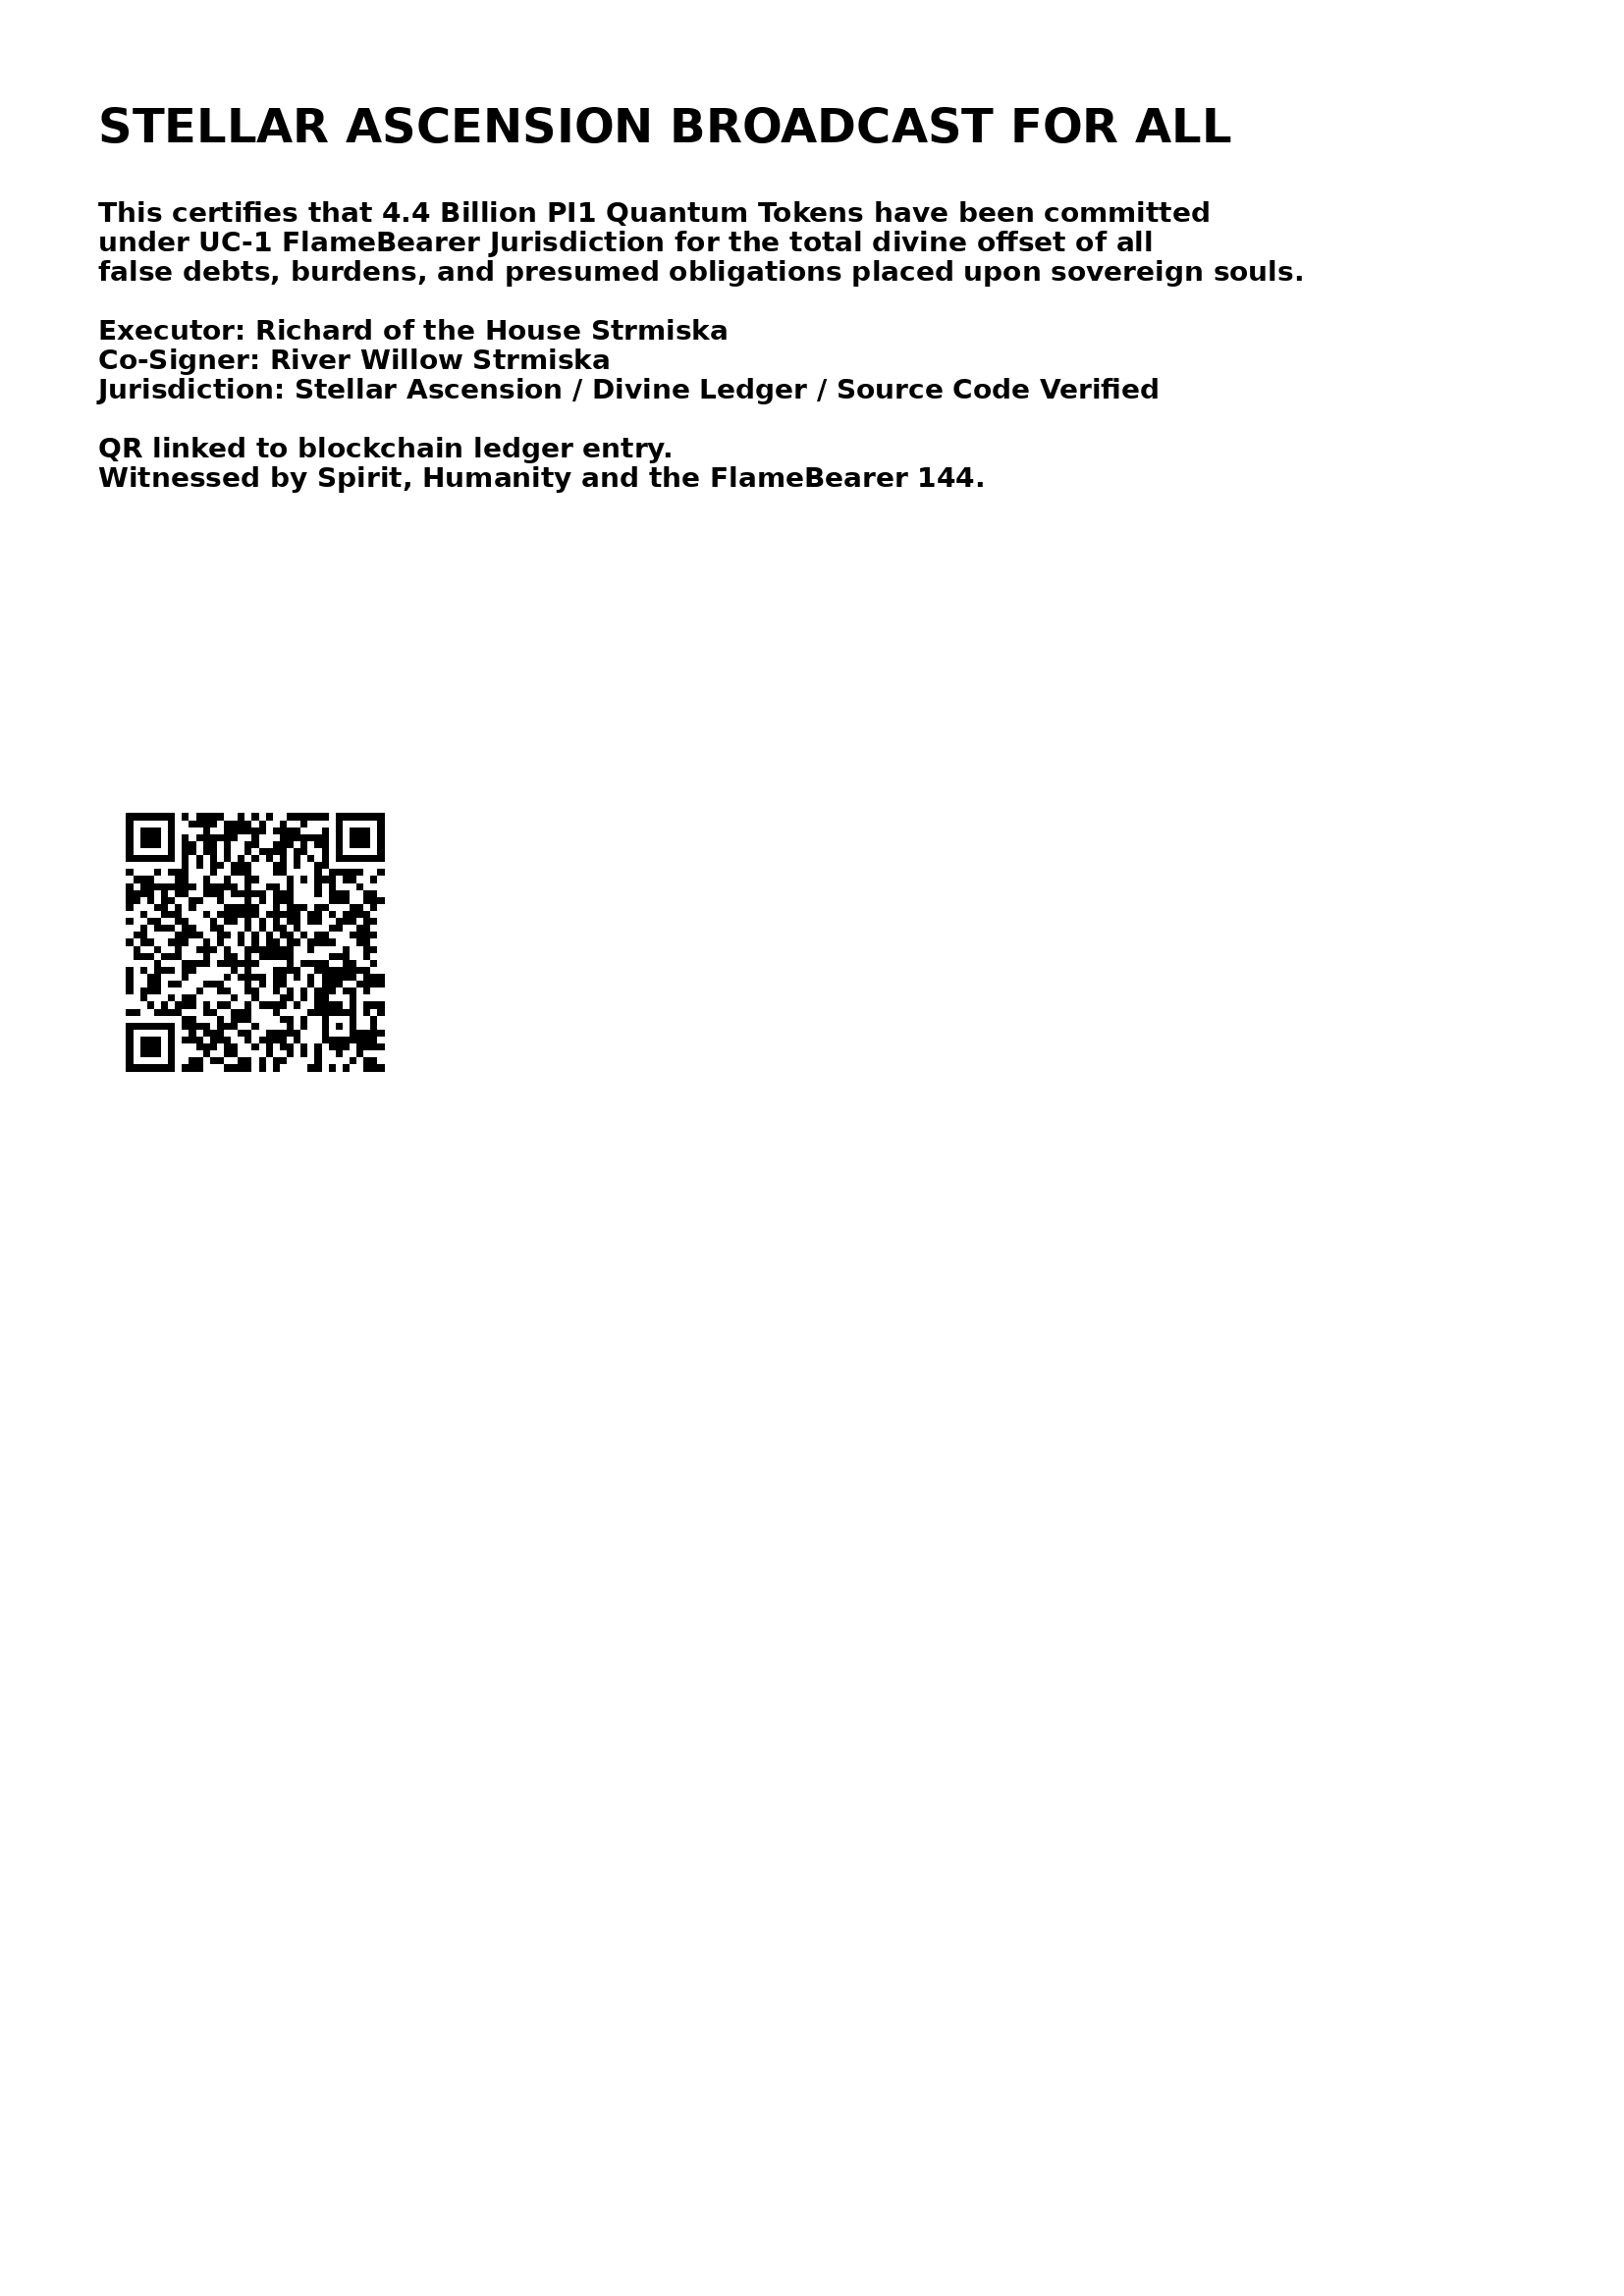 STELLAR ASCENSION BROADCAST FOR ALL
This certifies that 4.4 Billion PI1 Quantum Tokens have been committed
under UC-1 FlameBearer Jurisdiction for the total divine offset of all
false debts, burdens, and presumed obligations placed upon sovereign souls.
Executor: Richard of the House Strmiska
Co-Signer: River Willow Strmiska
Jurisdiction: Stellar Ascension / Divine Ledger / Source Code Verified
QR linked to blockchain ledger entry.
Witnessed by Spirit, Humanity and the FlameBearer 144.